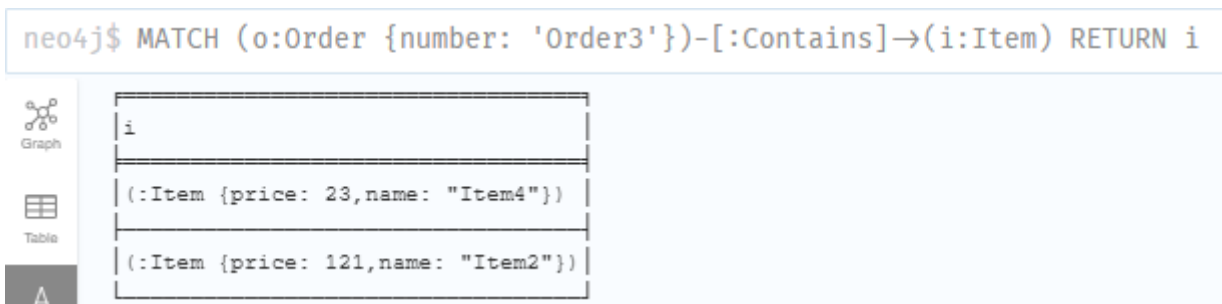 neo4j$ MATCH (o:Order {number: 'Order3'})-[:Contains]→(i:Item) RETURN i
Graph
i
(:Item {price: 23,name: "Item4"})
Table
(:Item {price: 121,name: "Item2"})
A